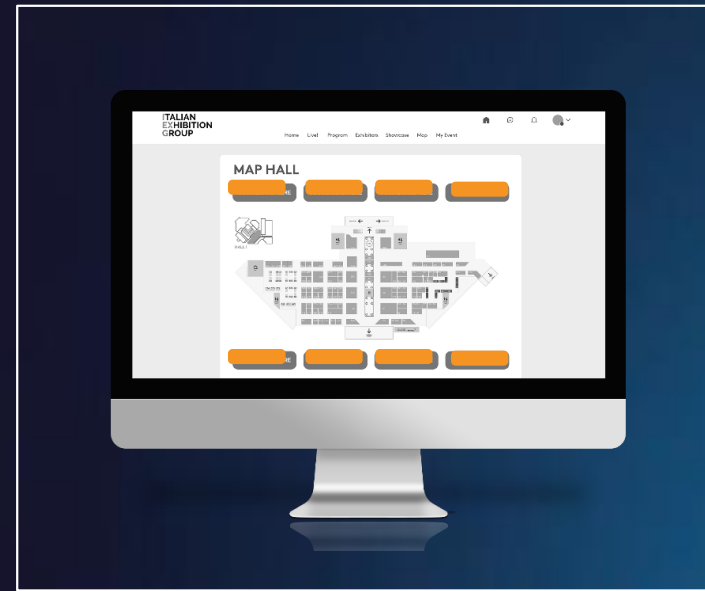 ITALIAN
EXHIBITION
GROUP
Home Live! Program Exhibitors Showcase Map My Event
MAP HALL